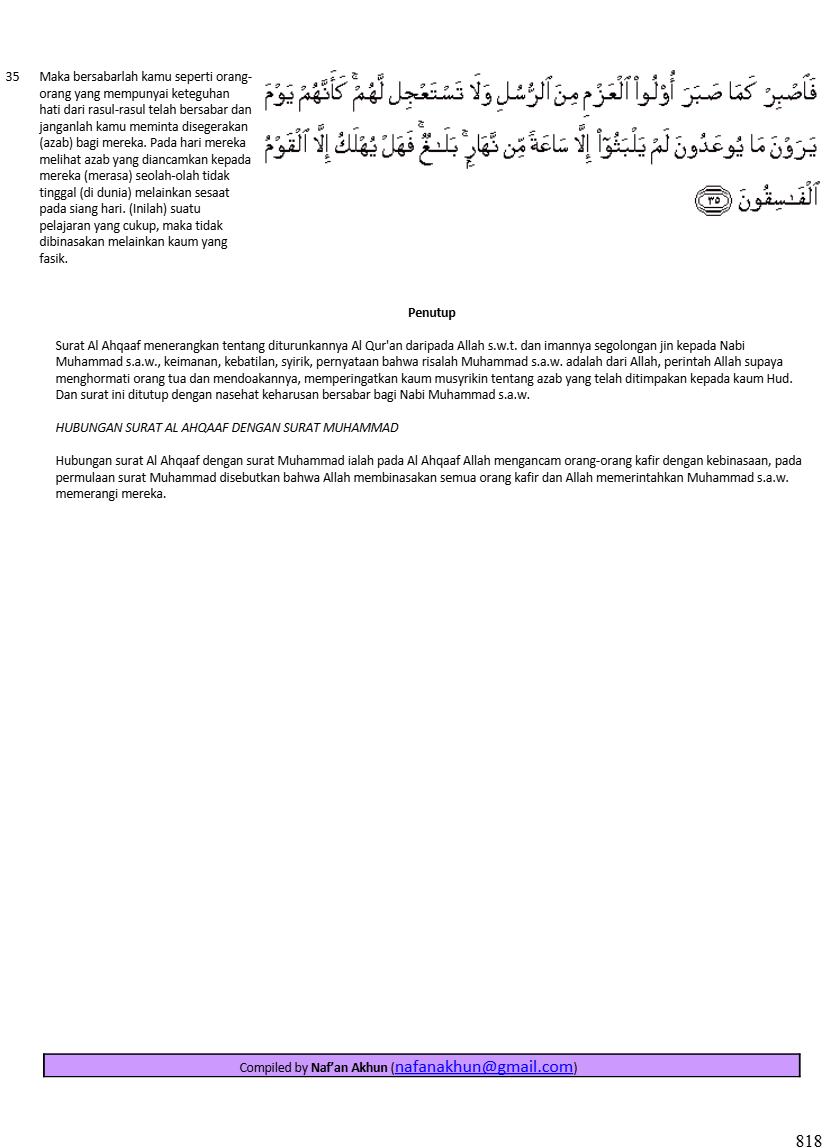 35
Maka bersabarlah kamu seperti orang-
orang yang mempunyai keteguhan
hati dari rasul-rasul telah bersabar dan
janganlah kamu meminta disegerakan
(azab) bagi mereka. Pada hari mereka
melihat azab yang diancamkan kepada
mereka (merasa) seolah-olah tidak
tinggal (di dunia) melainkan sesaat
pada siang hari. (Inilah) suatu
pelajaran yang cukup, maka tidak
dibinasakan melainkan kaum yang
fasik.
فَٱصْبِرْ كَمَا صَبَرَ أُو۟لُوا۟ ٱلْعَزْمِ مِنَ ٱلرُّسُلِ وَلَا تَسْتَعْجِل لَّهُمْ ۚ كَأَنَّهُمْ يَوْمَ
يَرَوْنَ مَا يُوعَدُونَ لَمْ يَلْبَثُوٓا۟ إِلَّا سَاعَةً مِّن نَّهَارٍۭ ۚ بَلَـٰغٌ ۚ فَهَلْ يُهْلَكُ إِلَّا ٱلْقَوْمُ
ٱلْفَـٰسِقُونَ ٣٥
Penutup
Surat Al Ahqaaf menerangkan tentang diturunkannya Al Qur'an daripada Allah s.w.t. dan imannya segolongan jin kepada Nabi
Muhammad s.a.w., keimanan, kebatilan, syirik, pernyataan bahwa risalah Muhammad s.a.w. adalah dari Allah, perintah Allah supaya
menghormati orang tua dan mendoakannya, memperingatkan kaum musyrikin tentang azab yang telah ditimpakan kepada kaum Hud.
Dan surat ini ditutup dengan nasehat keharusan bersabar bagi Nabi Muhammad s.a.w.
HUBUNGAN SURAT AL AHQAAF DENGAN SURAT MUHAMMAD
Hubungan surat Al Ahqaaf dengan surat Muhammad ialah pada Al Ahqaaf Allah mengancam orang-orang kafir dengan kebinasaan, pada
permulaan surat Muhammad disebutkan bahwa Allah membinasakan semua orang kafir dan Allah memerintahkan Muhammad s.a.w.
memerangi mereka.
Compiled by Naf’an Akhun (nafanakhun@gmail.com)
818